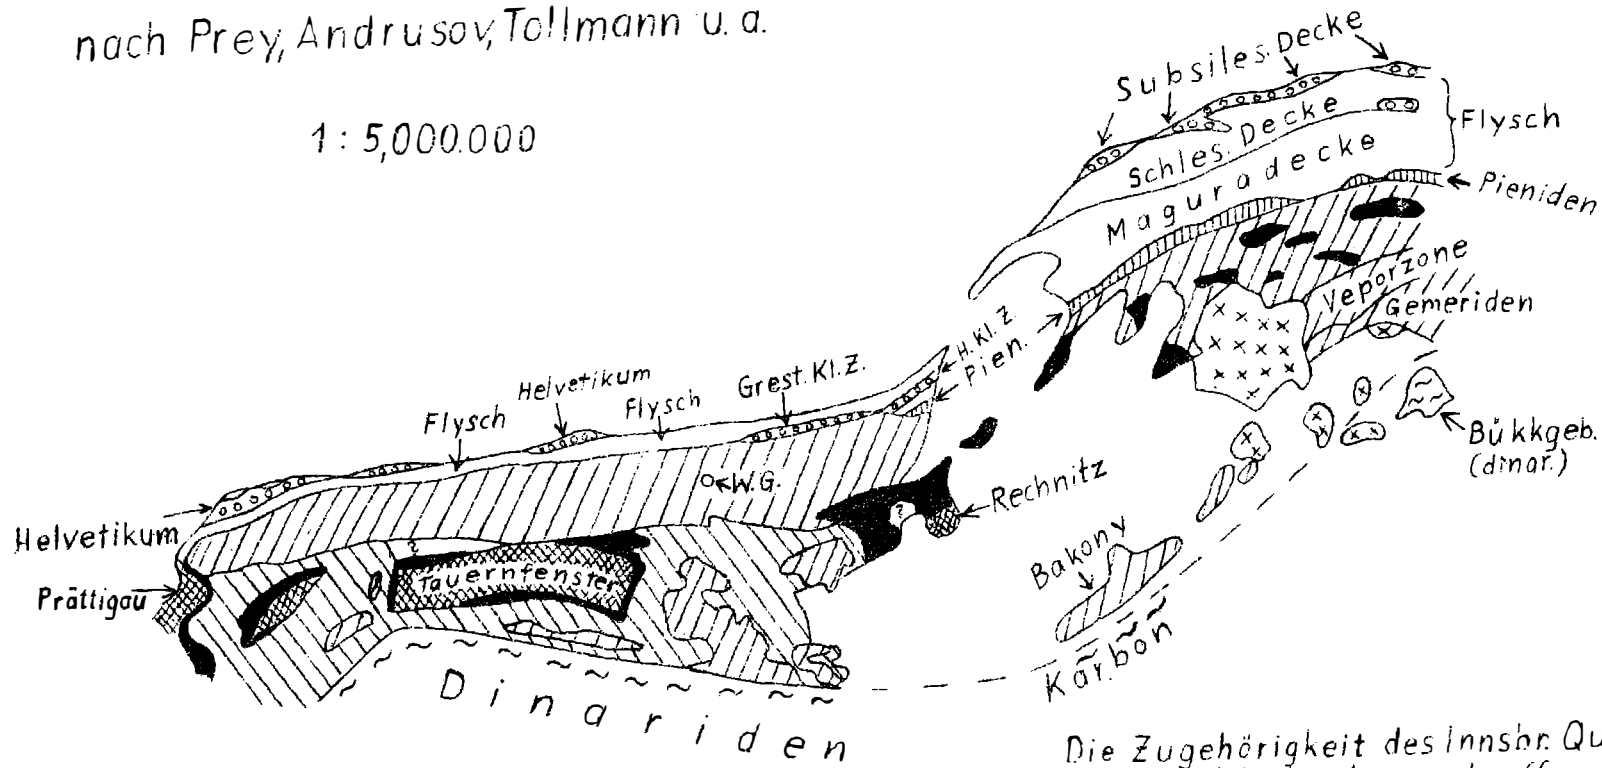 nach Prey, Andrusov, Tollmann u. a.
1 : 5,000.000
Subsiles. Decke
Schles. Decke
Flysch
Maguradecke
Pieniden
Veporzone
Gemeriden
H. Kl. Z.
Pien.
Grest. Kl. Z.
Helvetikum
Flysch
Flysch
Bükkgeb.
(dinar.)
W. G.
Rechnitz
?
Helvetikum
?
Tauernfenster
Prättigau
Bakony
Karbon
Dinariden
Die Zugehörigkeit des Innsbr. Qu